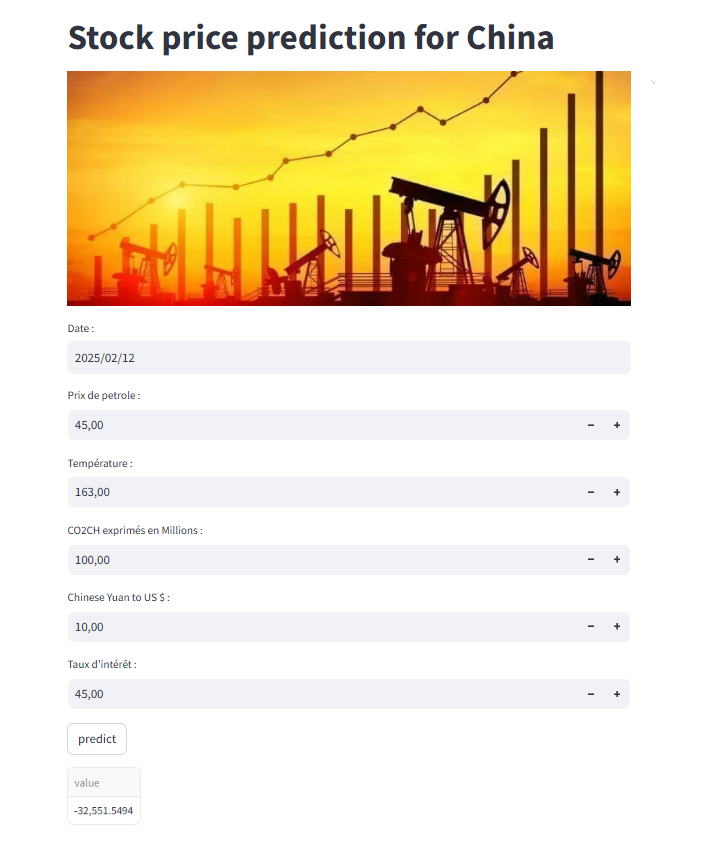 Stock price prediction for China
Date :
2025/02/12
Prix de petrole :
45,00
Température :
163,00
CO2CH exprimés en Millions :
100,00
Chinese Yuan to US $ :
10,00
Taux d'intérêt :
45,00
predict
value
-32,551.5494